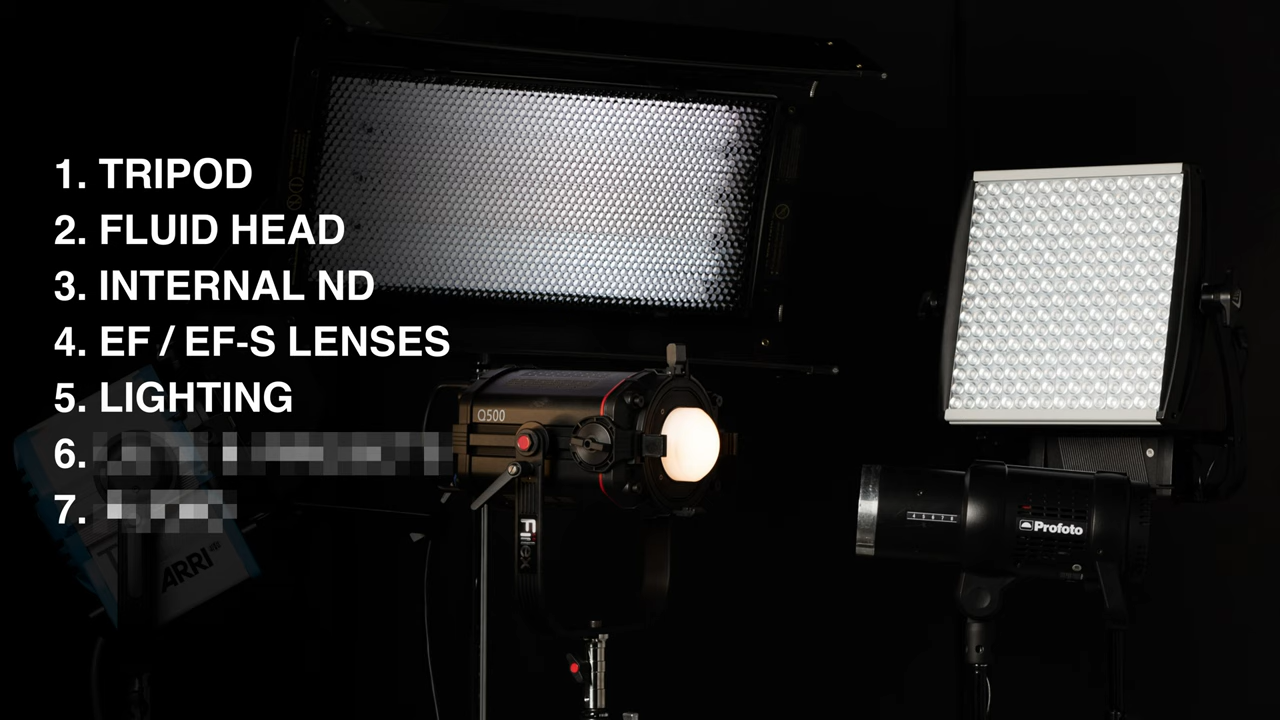 1. TRIPOD
2. FLUID HEAD
3. INTERNAL ND
4. EF / EF-S LENSES
5. LIGHTING
6.
7.
Q500
Fiilex
Profoto
ARRI